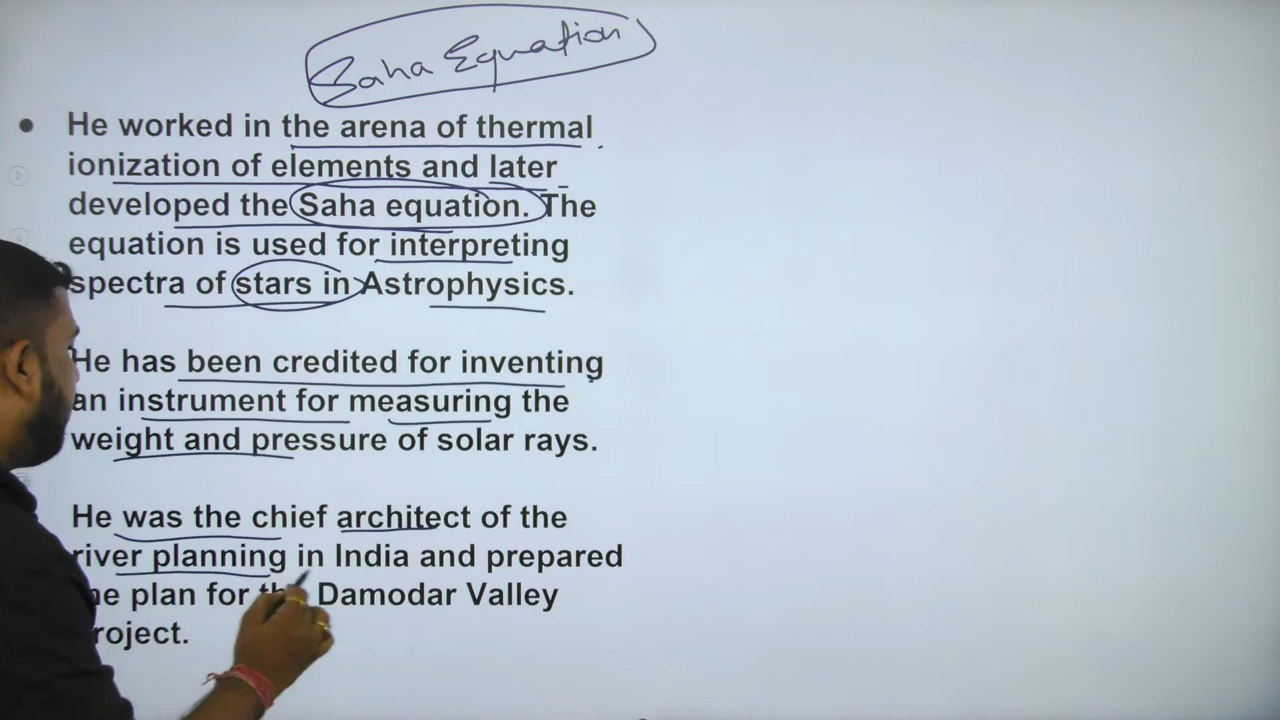 Saha Equation
• He worked in the arena of thermal
ionization of elements and later
developed the Saha equation. The
equation is used for interpreting
spectra of stars in Astrophysics.
He has been credited for inventing
an instrument for measuring the
weight and pressure of solar rays.
He was the chief architect of the
river planning in India and prepared
plan for Damodar Valley